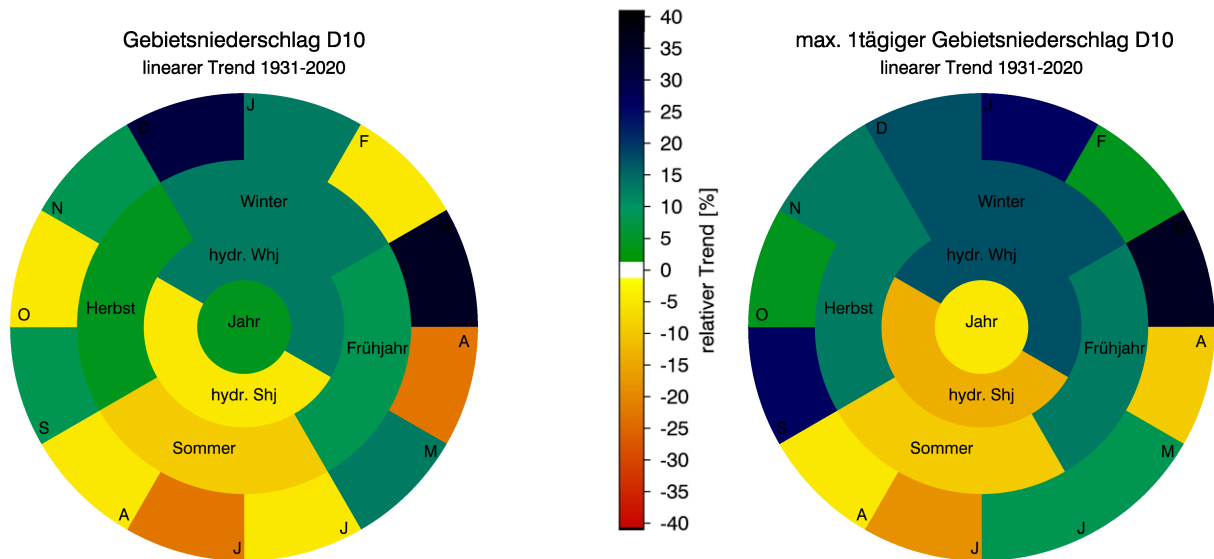 Gebietsniederschlag D10
linearer Trend 1931-2020
J
F
M
A
M
J
J
A
S
O
N
D
Winter
hydr. Whj
Herbst
Jahr
Frühjahr
hydr. Shj
Sommer
40
35
30
25
20
15
10
5
0
-5
-10
-15
-20
-25
-30
-35
-40
relativer Trend [%]
max. 1tägiger Gebietsniederschlag D10
linearer Trend 1931-2020
J
F
M
A
M
J
J
A
S
O
N
D
Winter
hydr. Whj
Herbst
Jahr
Frühjahr
hydr. Shj
Sommer